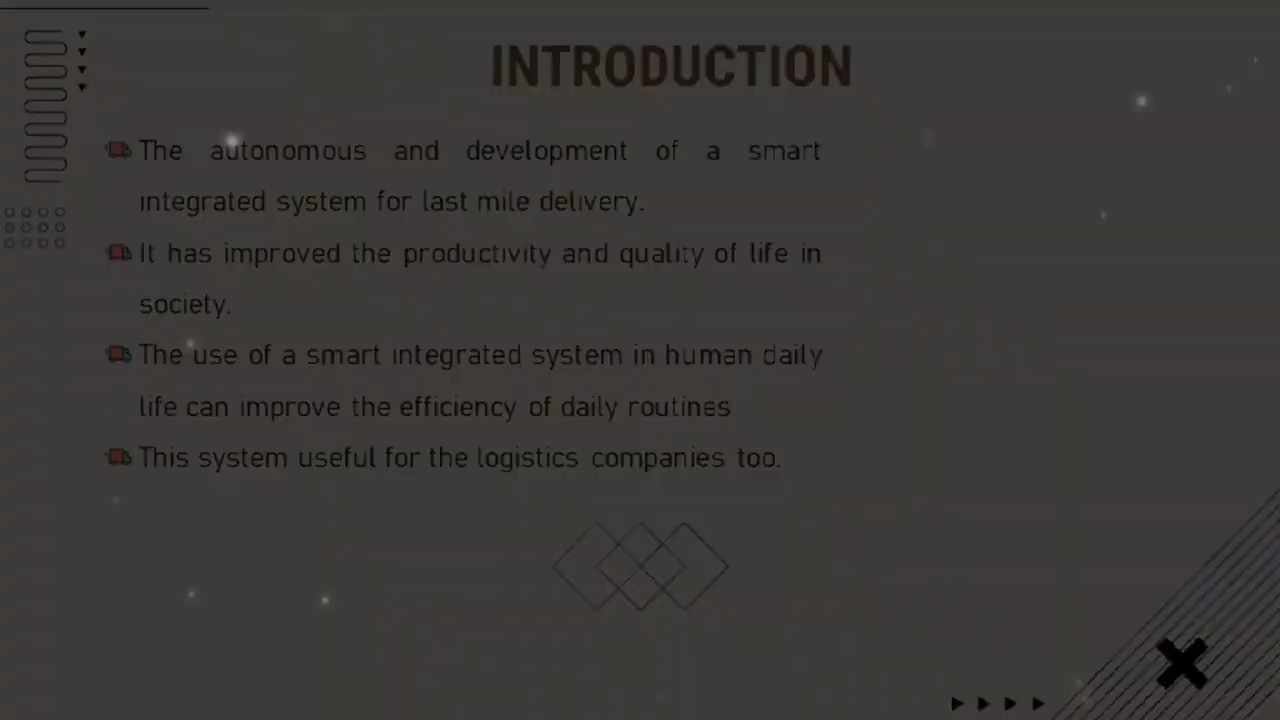 INTRODUCTION
The autonomous and development of a smart
integrated system for last mile delivery.
It has improved the productivity and quality of life in
society.
The use of a smart integrated system in human daily
life can improve the efficiency of daily routines
This system useful for the logistics companies too.